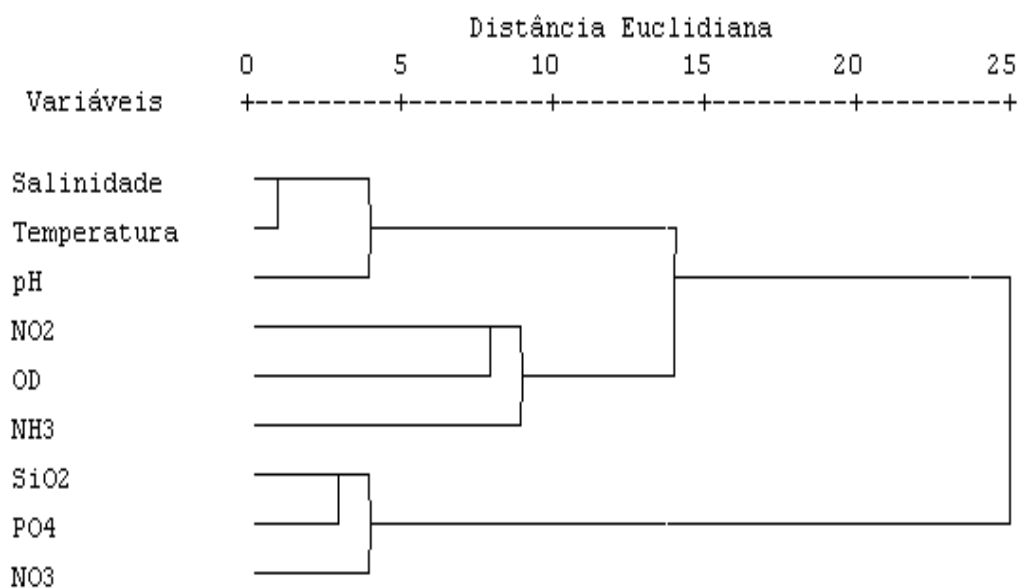 Distância Euclidiana
0 5 10 15 20 25
Variáveis +---------+---------+---------+---------+---------+
Salinidade
Temperatura
pH
NO2
OD
NH3
SiO2
PO4
NO3